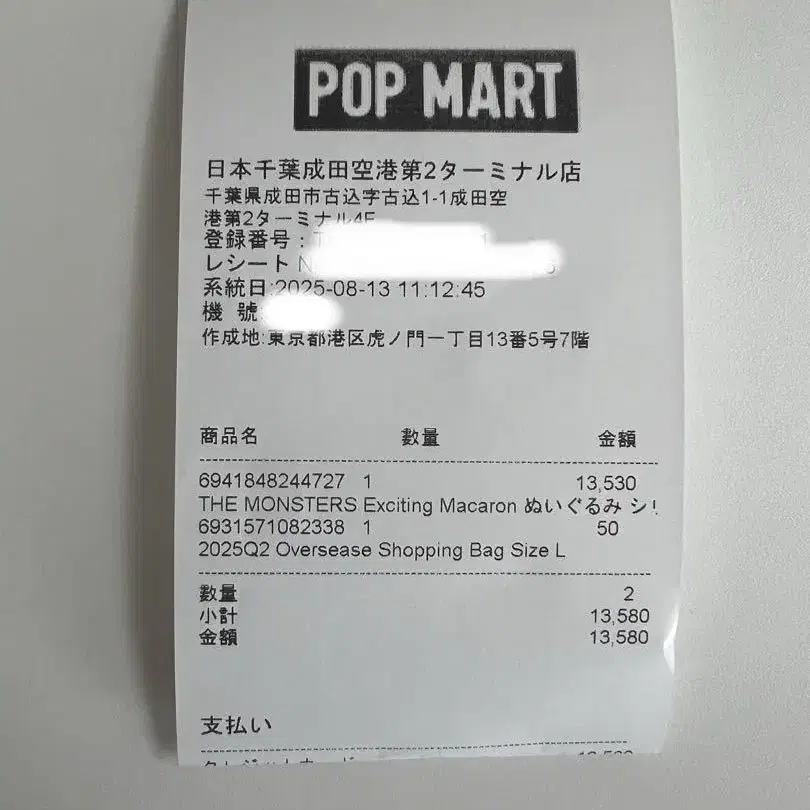 POP MART
日本千葉成田空港第2ターミナル店
千葉県成田市古込字古込1-1成田空
港第2ターミナル4F
登録番号:
レシート
系統日:2025-08-13 11:12:45
機 號:
作成地:東京都港区虎ノ門一丁目13番5号7階
商品名 數量 金額
6941848244727 1 13,530
THE MONSTERS Exciting Macaron ぬいぐるみ シリ
6931571082338 1 50
2025Q2 Oversease Shopping Bag Size L
數量 2
小計 13,580
金額 13,580
支払い